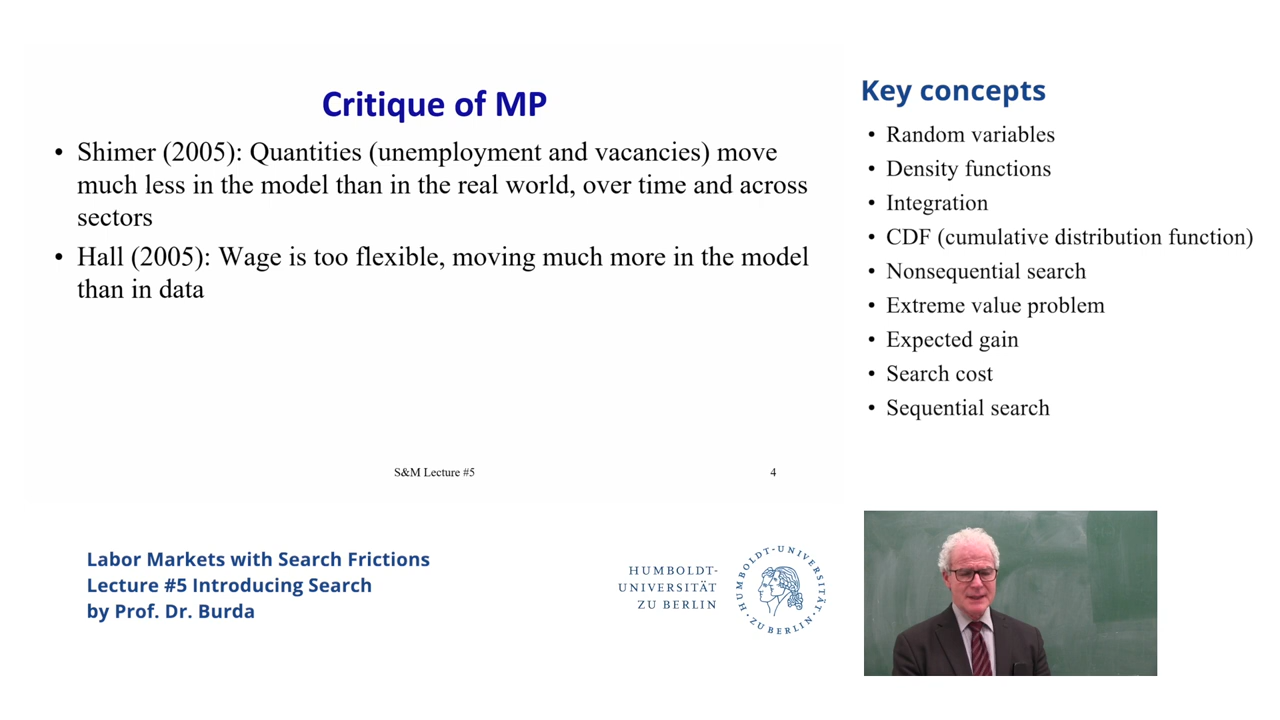 Critique of MP
• Shimer (2005): Quantities (unemployment and vacancies) move
much less in the model than in the real world, over time and across
sectors
• Hall (2005): Wage is too flexible, moving much more in the model
than in data
S&M Lecture #5
4
Key concepts
• Random variables
• Density functions
• Integration
• CDF (cumulative distribution function)
• Nonsequential search
• Extreme value problem
• Expected gain
• Search cost
• Sequential search
Labor Markets with Search Frictions
Lecture #5 Introducing Search
by Prof. Dr. Burda
HUMBOLDT-
UNIVERSITÄT
ZU BERLIN
HUMBOLDT-UNIVERSITÄT
· ZU BERLIN ·